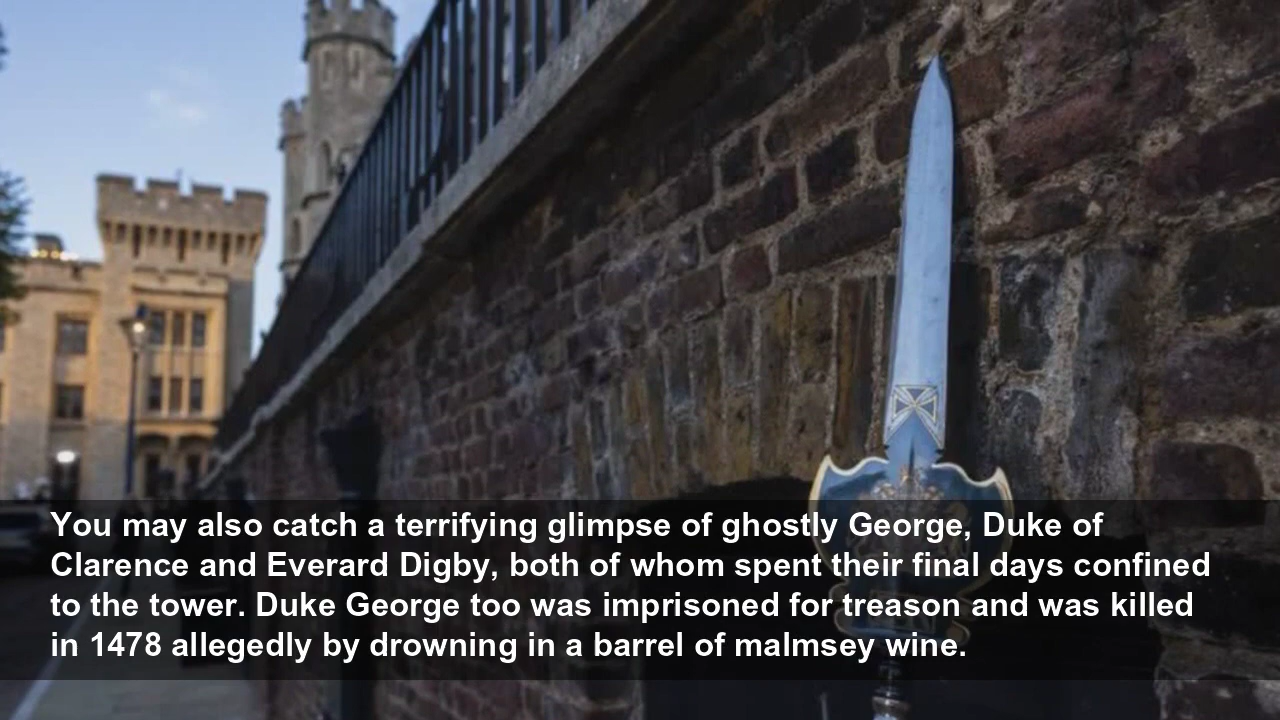 You may also catch a terrifying glimpse of ghostly George, Duke of
Clarence and Everard Digby, both of whom spent their final days confined
to the tower. Duke George too was imprisoned for treason and was killed
in 1478 allegedly by drowning in a barrel of malmsey wine.